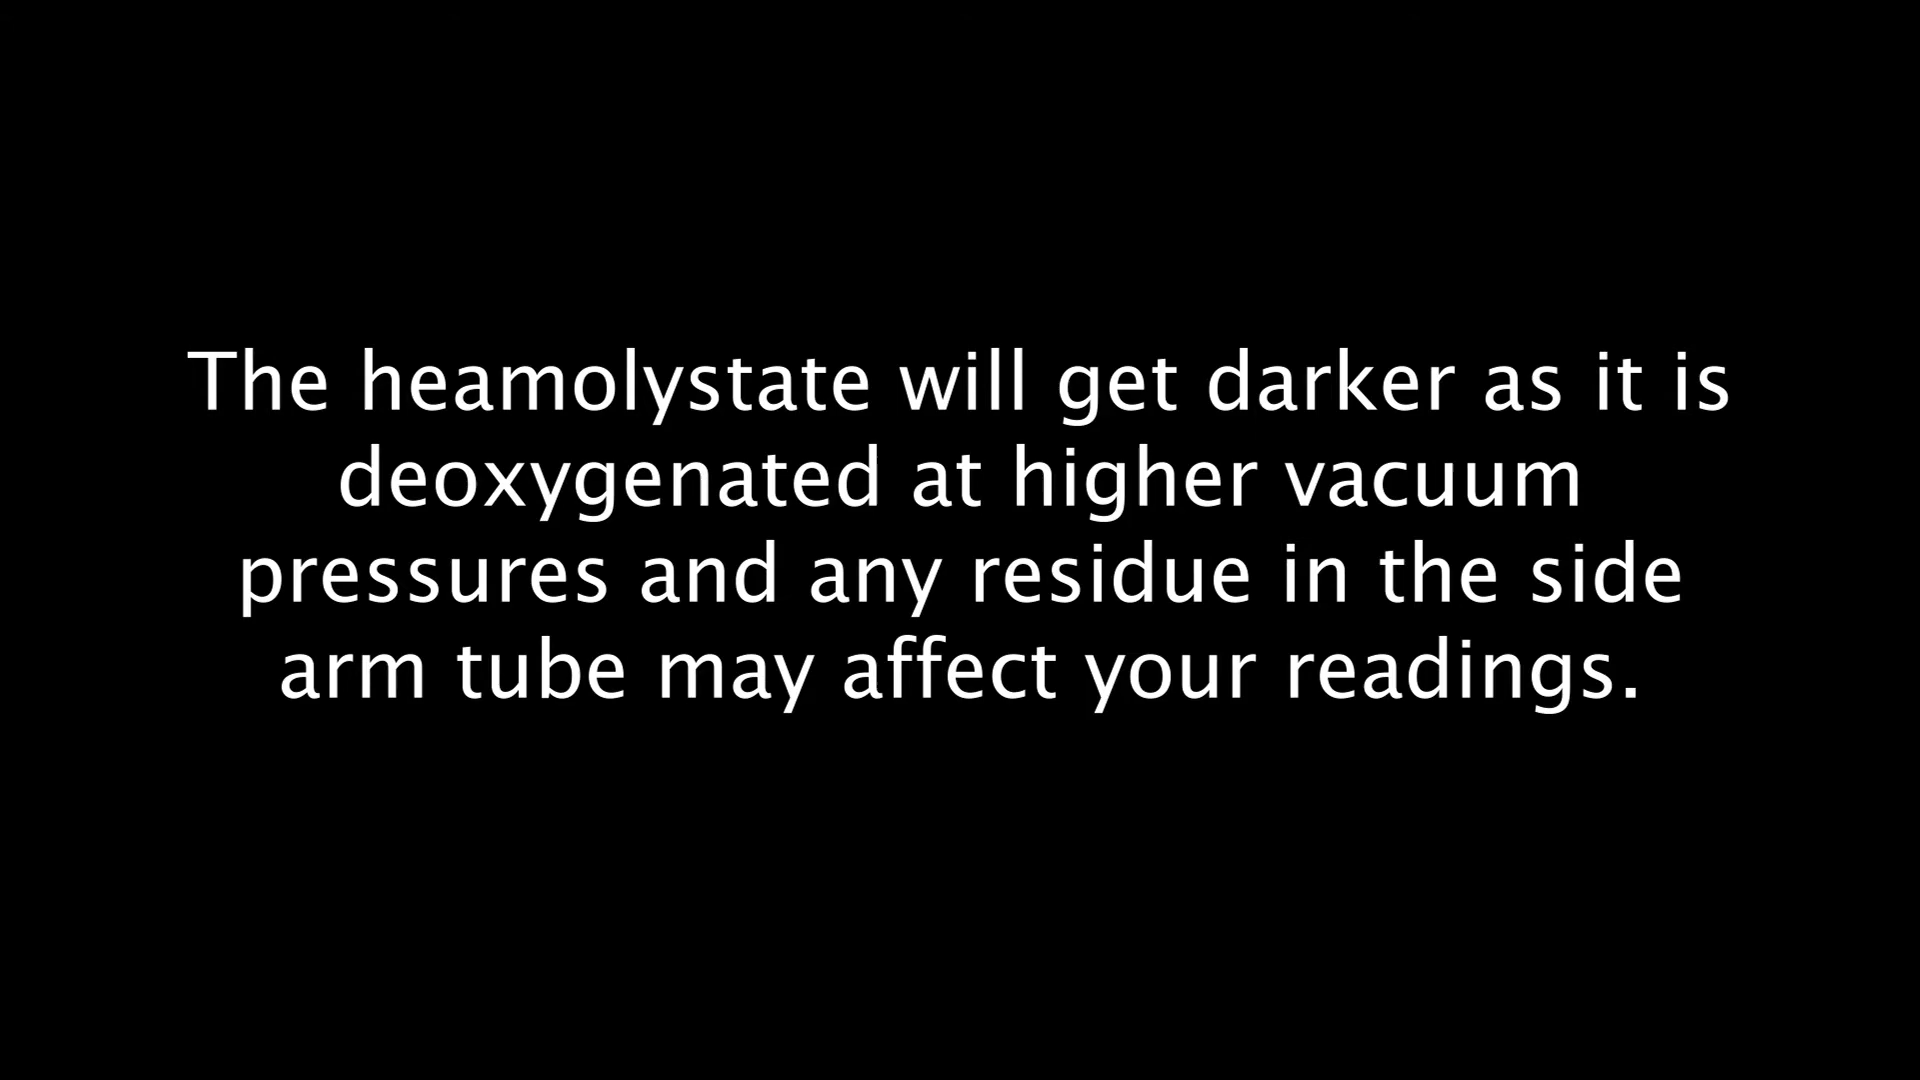 The heamolystate will get darker as it is
deoxygenated at higher vacuum
pressures and any residue in the side
arm tube may affect your readings.